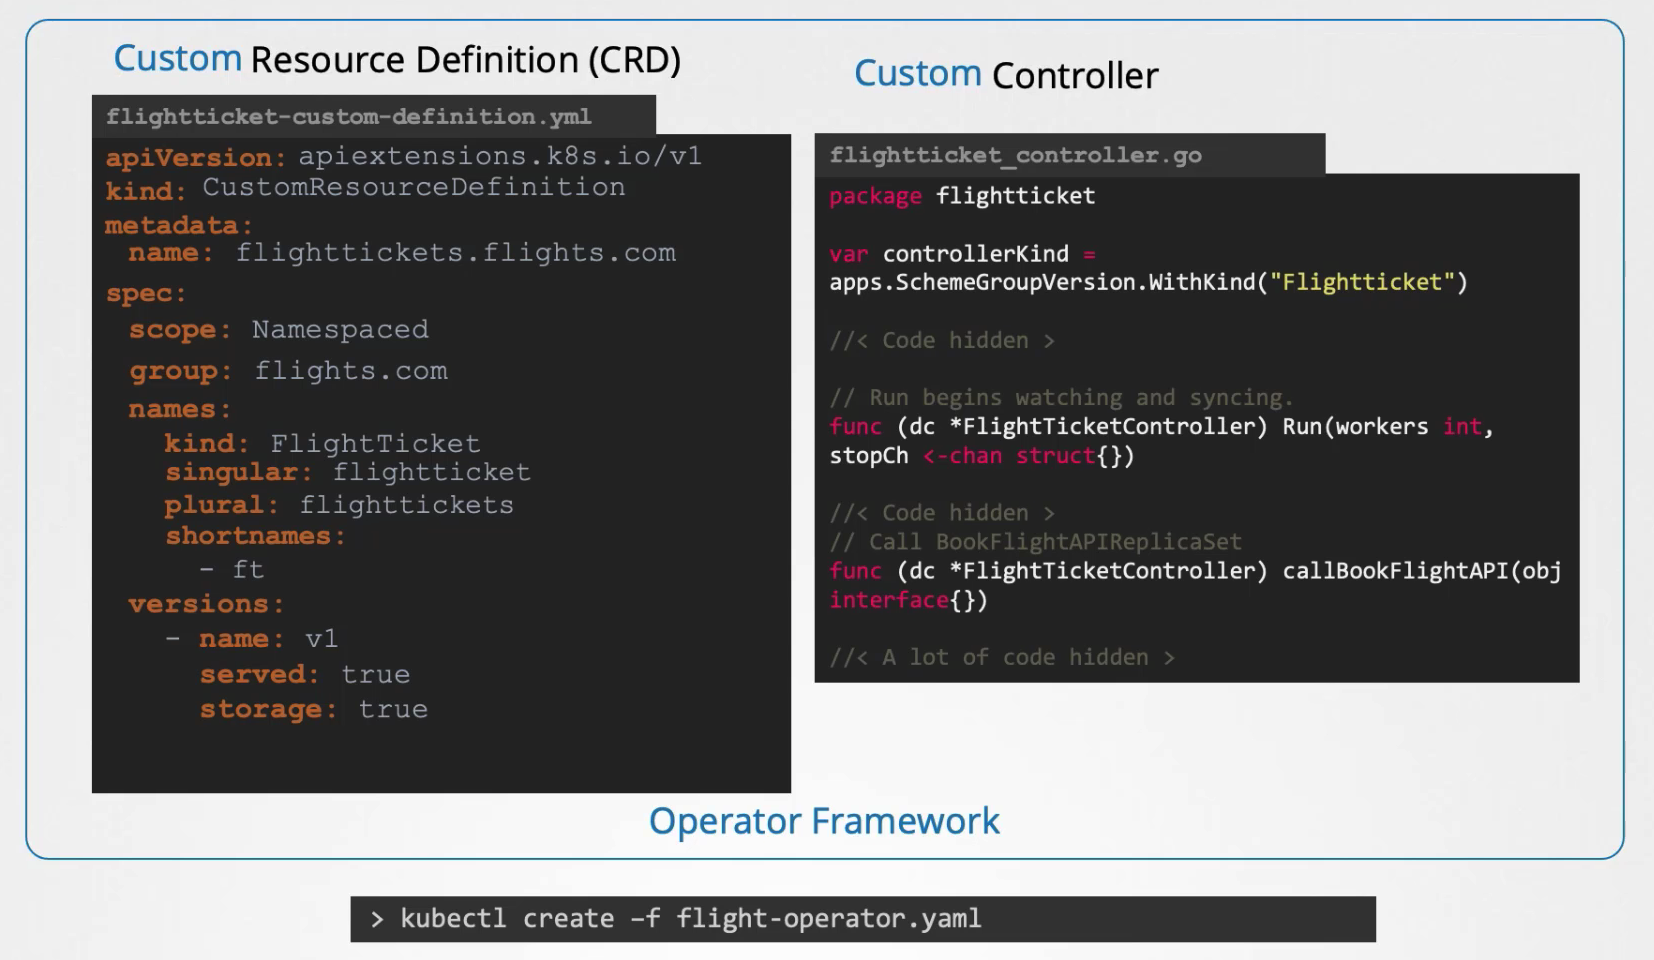 Custom Resource Definition (CRD)
flightticket-custom-definition.yml
apiVersion: apiextensions.k8s.io/v1
kind: CustomResourceDefinition
metadata:
name: flighttickets.flights.com
spec:
scope: Namespaced
group: flights.com
names:
kind: FlightTicket
singular: flightticket
plural: flighttickets
shortnames:
- ft
versions:
- name: v1
served: true
storage: true
Custom Controller
flightticket_controller.go
package flightticket
var controllerKind =
apps.SchemeGroupVersion.WithKind("Flightticket")
//< Code hidden >
// Run begins watching and syncing.
func (dc *FlightTicketController) Run(workers int,
stopCh <-chan struct{})
//< Code hidden >
// Call BookFlightAPIReplicaSet
func (dc *FlightTicketController) callBookFlightAPI(obj
interface{})
//< A lot of code hidden >
Operator Framework
> kubectl create –f flight-operator.yaml